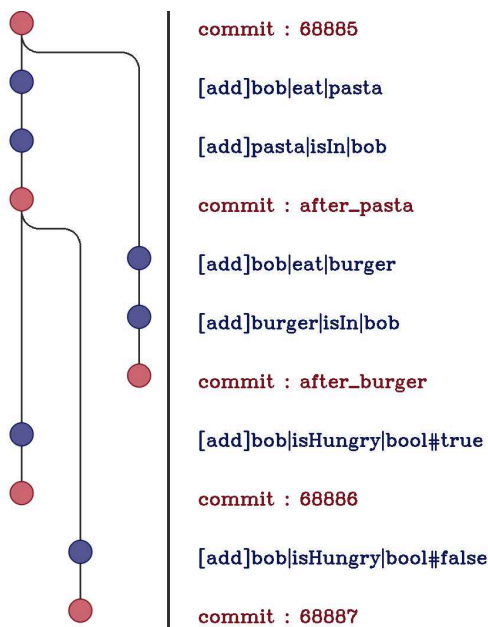 commit : 68885
[add]bob|eat|pasta
[add]pasta|isIn|bob
commit : after_pasta
[add]bob|eat|burger
[add]burger|isIn|bob
commit : after_burger
[add]bob|isHungry|bool#true
commit : 68886
[add]bob|isHungry|bool#false
commit : 68887